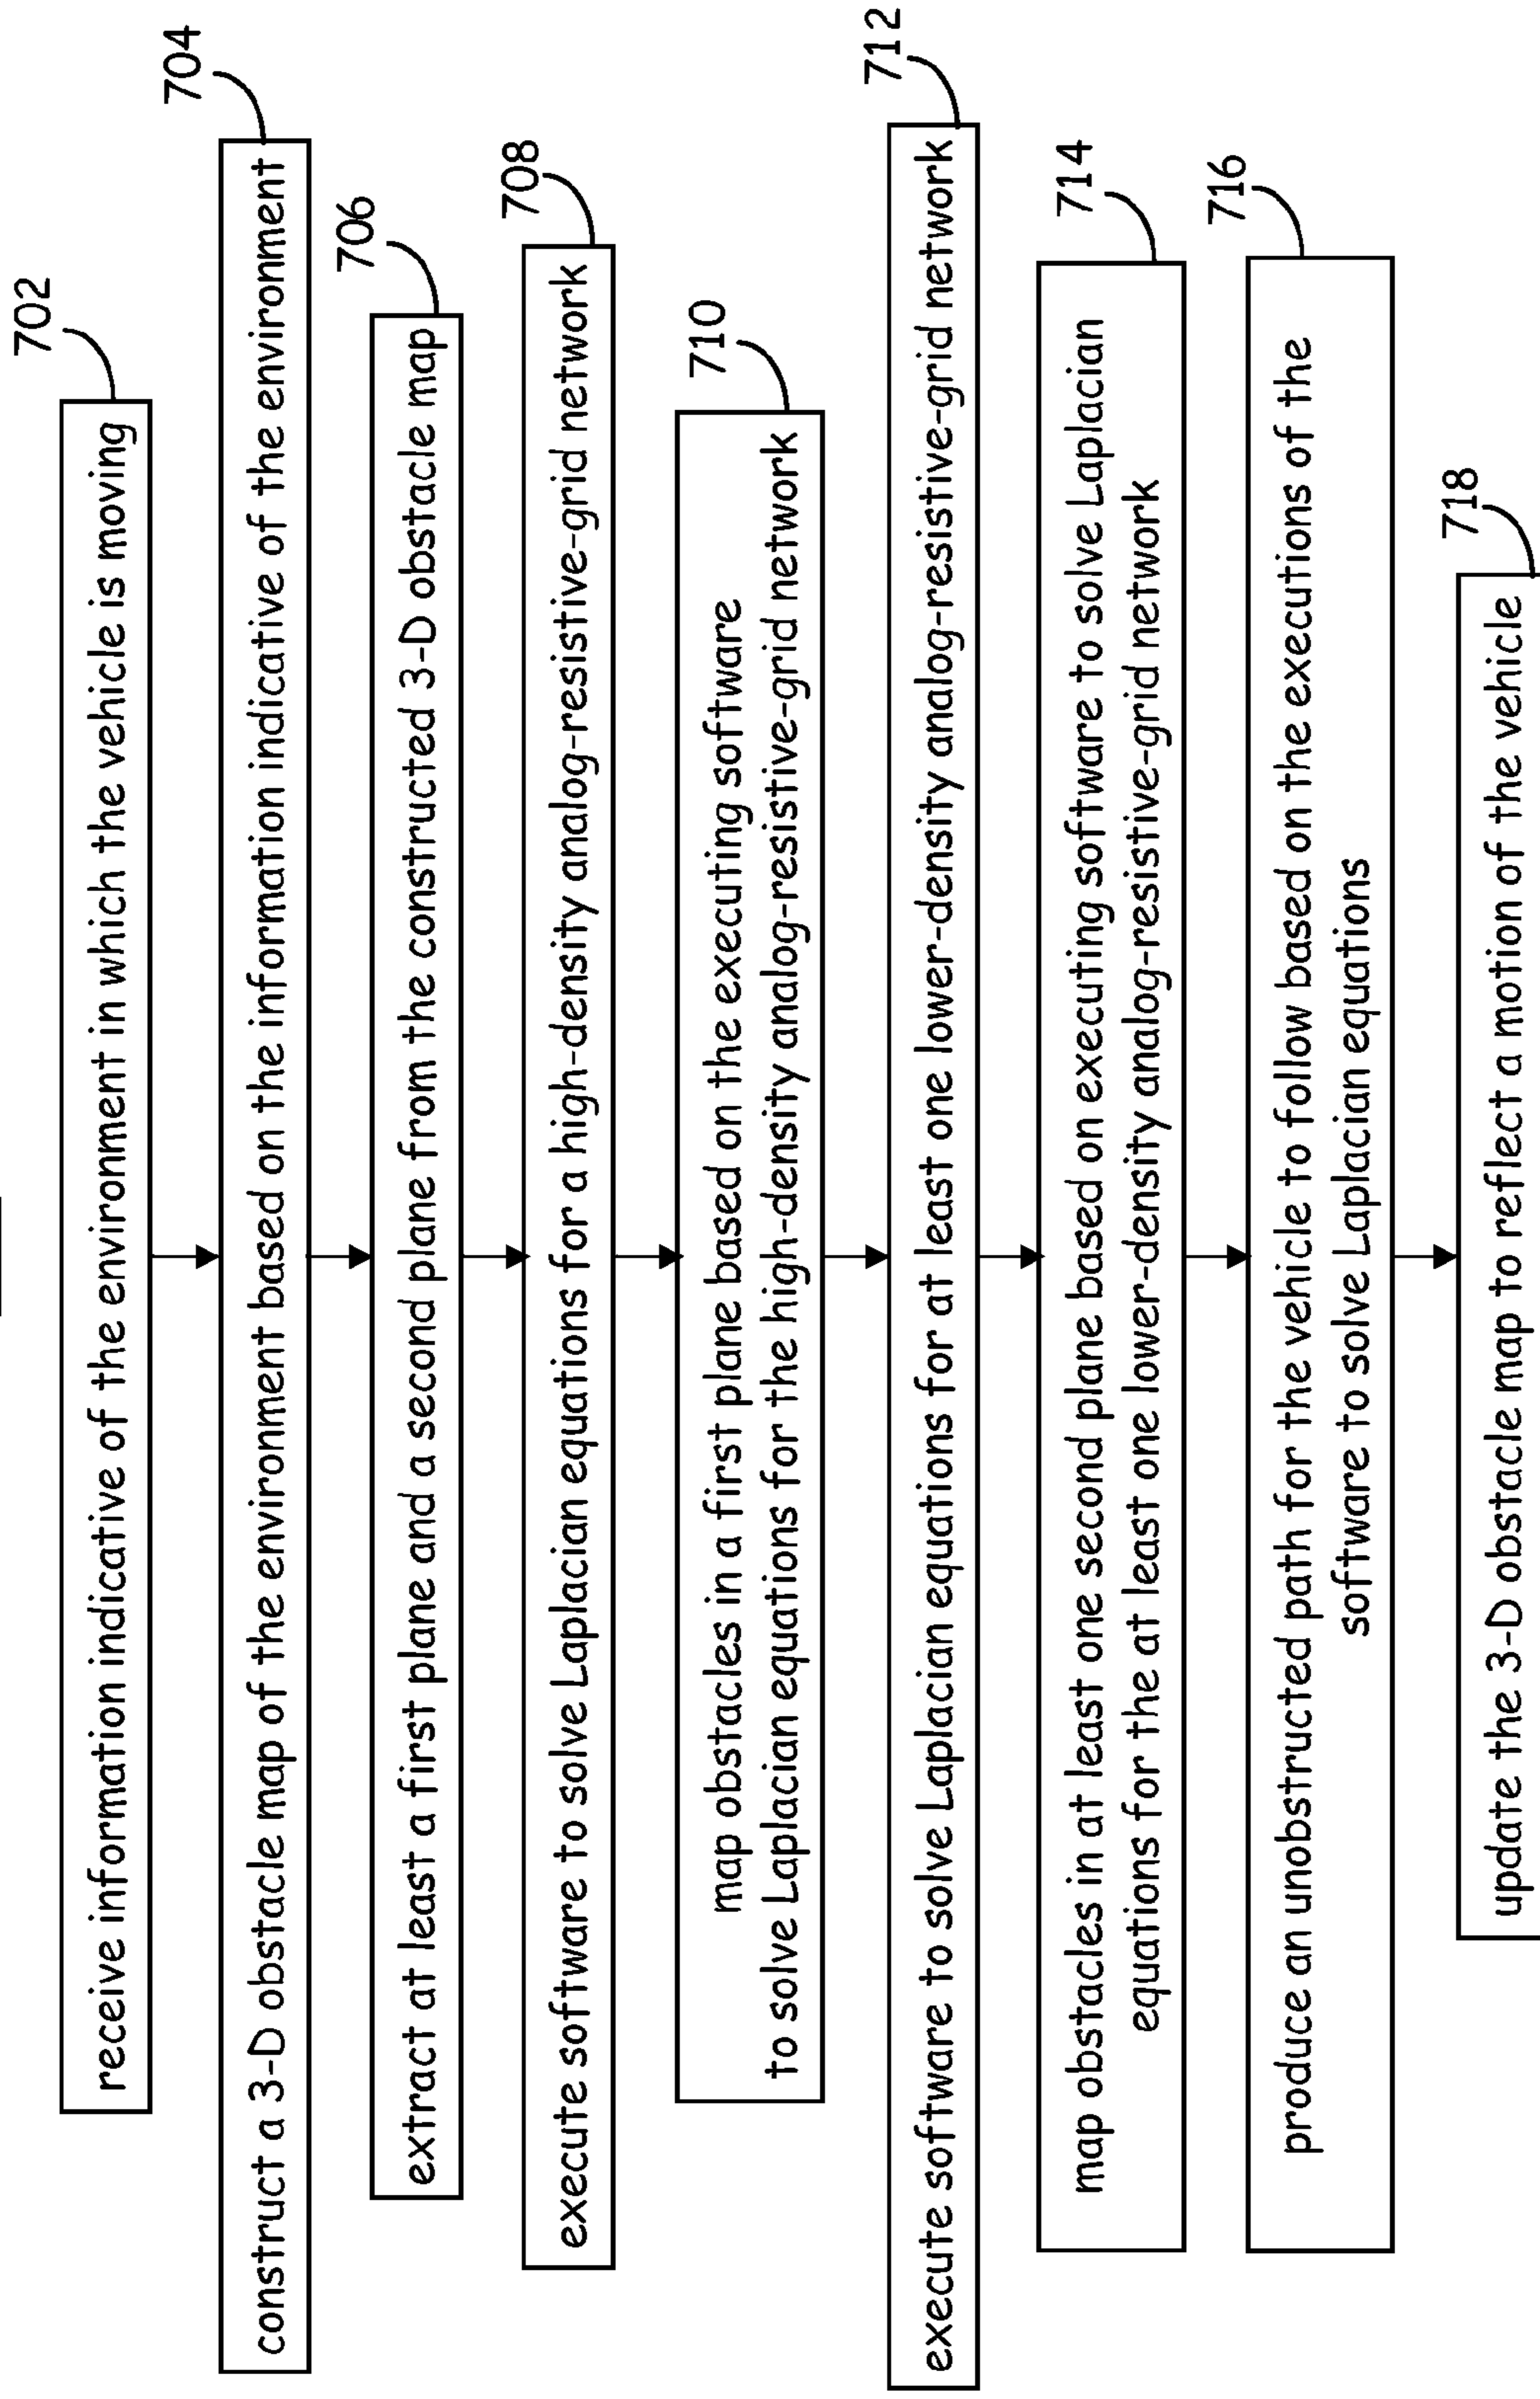 702
receive information indicative of the environment in which the vehicle is moving
704
construct a 3-D obstacle map of the environment based on the information indicative of the environment
706
extract at least a first plane and a second plane from the constructed 3-D obstacle map
708
execute software to solve Laplacian equations for a high-density analog-resistive-grid network
710
map obstacles in a first plane based on the executing software
to solve Laplacian equations for the high-density analog-resistive-grid network
712
execute software to solve Laplacian equations for at least one lower-density analog-resistive-grid network
714
map obstacles in at least one second plane based on executing software to solve Laplacian
equations for the at least one lower-density analog-resistive-grid network
716
produce an unobstructed path for the vehicle to follow based on the executions of the
software to solve Laplacian equations
718
update the 3-D obstacle map to reflect a motion of the vehicle